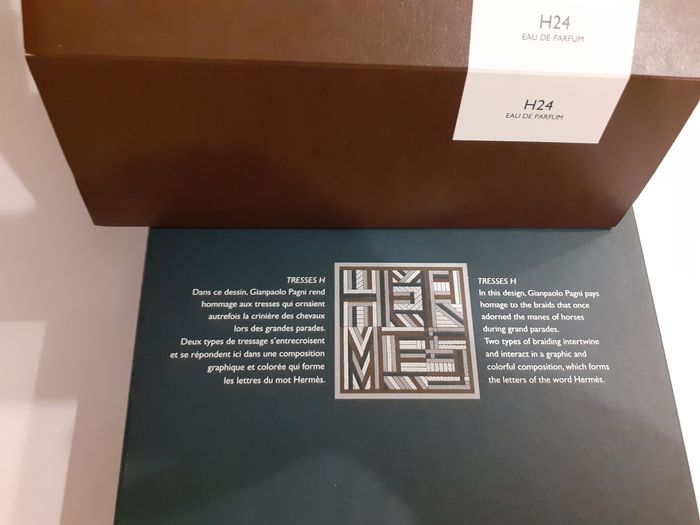 H24
EAU DE PARFUM
H24
EAU DE PARFUM
TRESSES H
Dans ce dessin, Gianpaolo Pagni rend
hommage aux tresses qui ornaient
autrefois la crinière des chevaux
lors des grandes parades.
Deux types de tressage s'entrecroisent
et se répondent ici dans une composition
graphique et colorée qui forme
les lettres du mot Hermès.
HER
MÈS
TRESSES H
In this design, Gianpaolo Pagni pays
homage to the braids that once
adorned the manes of horses
during grand parades.
Two types of braiding intertwine
and interact in a graphic and
colorful composition, which forms
the letters of the word Hermès.